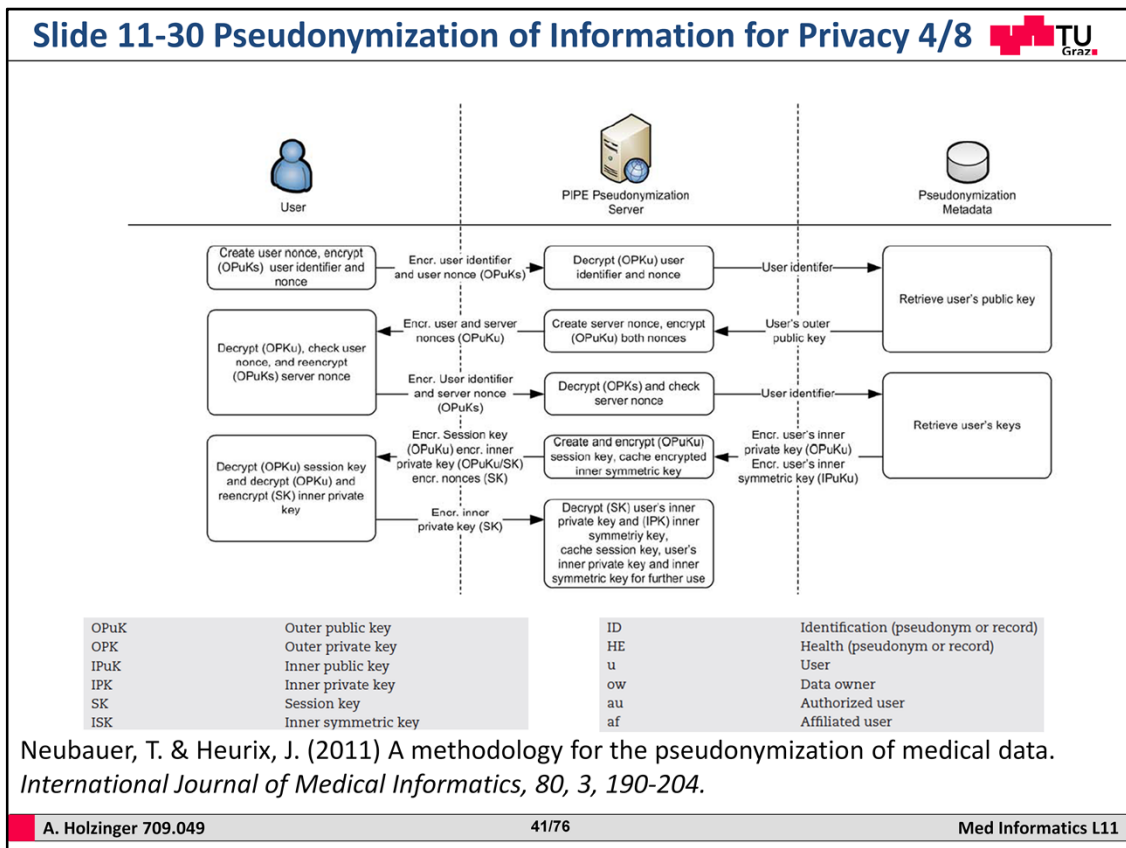 Slide 11-30 Pseudonymization of Information for Privacy 4/8
TU
Graz
User
PIPE Pseudonymization
Server
Pseudonymization
Metadata
Create user nonce, encrypt
(OPuKs) user identifier and
nonce
Encr. user identifier
and user nonce (OPuKs)
Decrypt (OPKu) user
identifier and nonce
User identifer
Retrieve user's public key
User's outer
public key
Create server nonce, encrypt
(OPuKu) both nonces
Encr. user and server
nonces (OPuKu)
Decrypt (OPKu), check user
nonce, and reencrypt
(OPuKs) server nonce
Encr. User identifier
and server nonce
(OPuKs)
Decrypt (OPKs) and check
server nonce
User identifier
Retrieve user's keys
Encr. user's inner
private key (OPuKu)
Encr. user's inner
symmetric key (IPuKu)
Create and encrypt (OPuKu)
session key, cache encrypted
inner symmetric key
Encr. Session key
(OPuKu) encr. inner
private key (OPuKu/SK)
encr. nonces (SK)
Decrypt (OPKu) session key
and decrypt (OPKu) and
reencrypt (SK) inner private
key
Encr. inner
private key (SK)
Decrypt (SK) user's inner
private key and (IPK) inner
symmetriy key,
cache session key, user's
inner private key and inner
symmetric key for further use
OPuK Outer public key
OPK Outer private key
IPuK Inner public key
IPK Inner private key
SK Session key
ISK Inner symmetric key
ID Identification (pseudonym or record)
HE Health (pseudonym or record)
u User
ow Data owner
au Authorized user
af Affiliated user
Neubauer, T. & Heurix, J. (2011) A methodology for the pseudonymization of medical data.
International Journal of Medical Informatics, 80, 3, 190-204.
A. Holzinger 709.049 41/76 Med Informatics L11